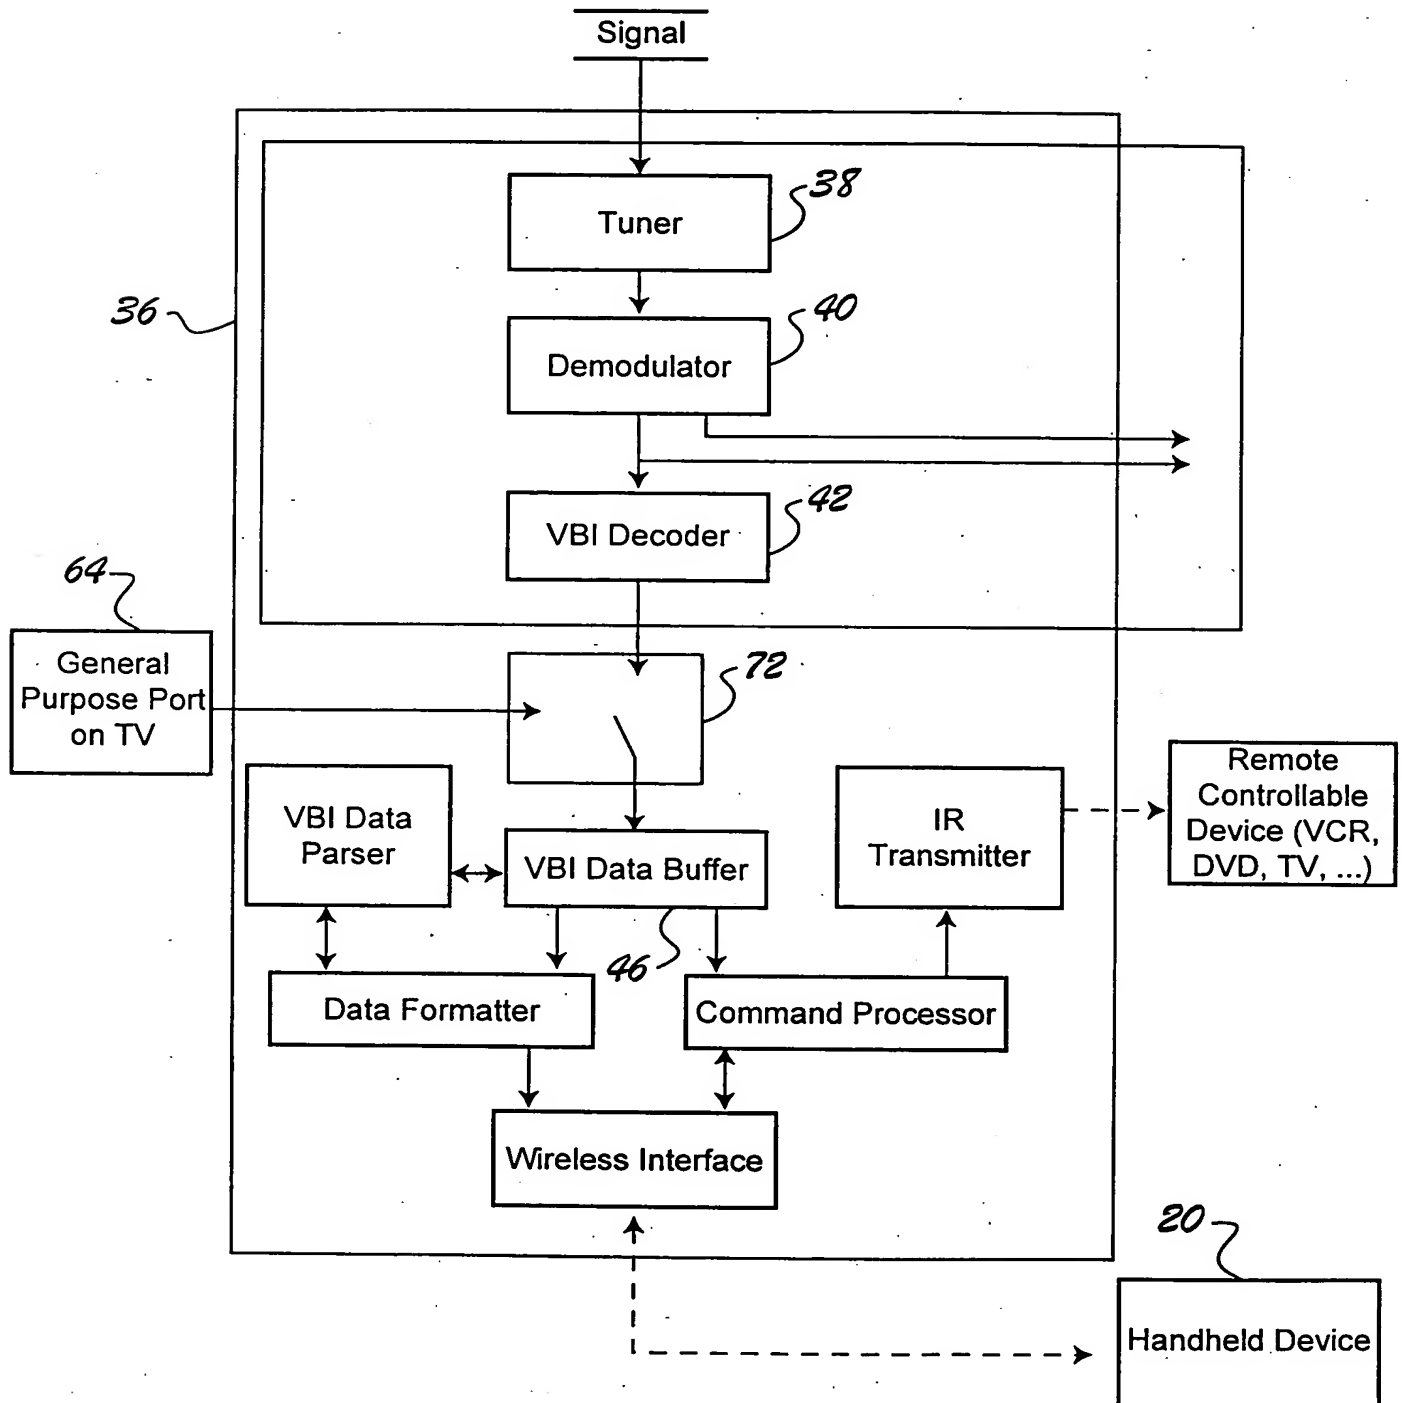 Signal
38
Tuner
36
40
Demodulator
42
VBI Decoder
64
General
Purpose Port
on TV
72
Remote
Controllable
Device (VCR,
DVD, TV, ...)
VBI Data
Parser
IR
Transmitter
VBI Data Buffer
46
Data Formatter
Command Processor
Wireless Interface
20
Handheld Device